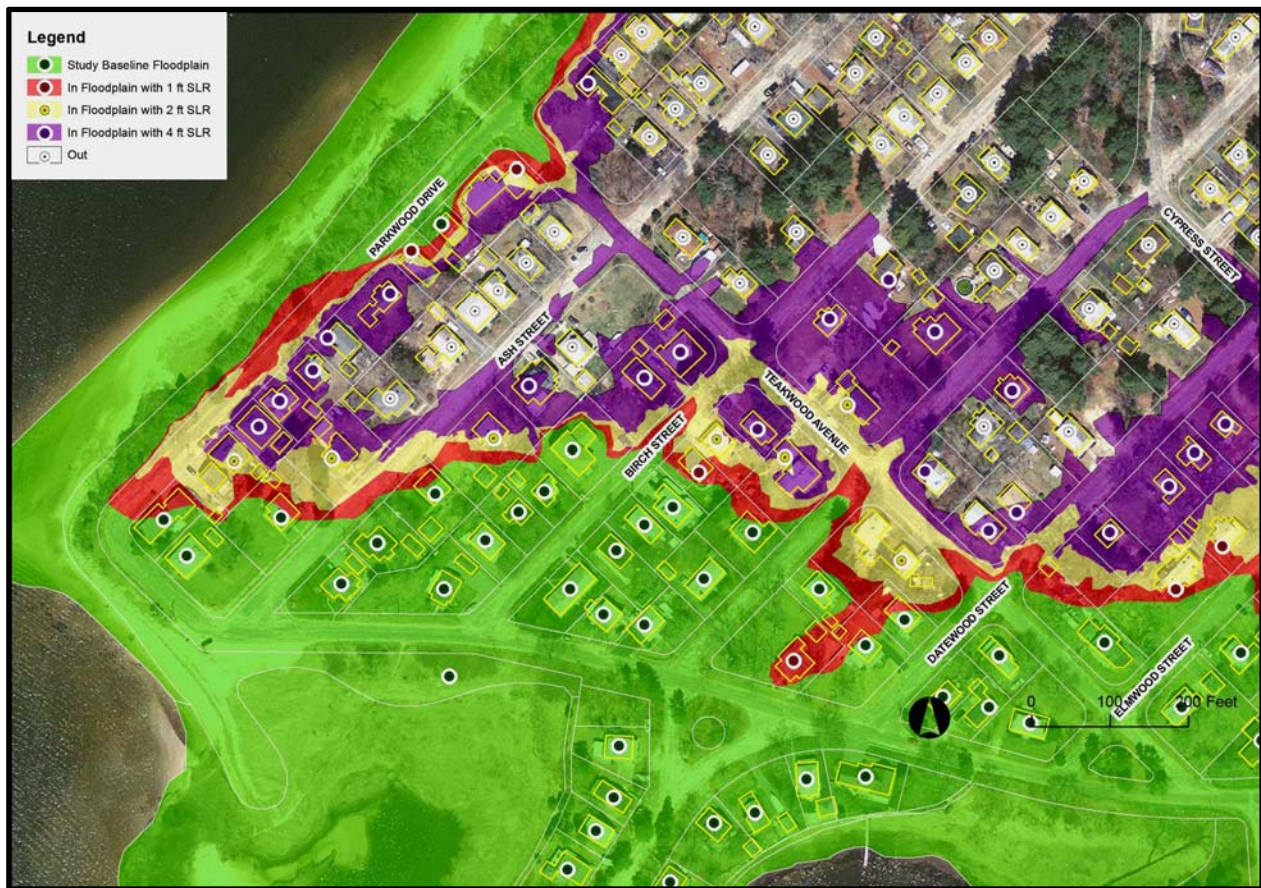 Legend
Study Baseline Floodplain
In Floodplain with 1 ft SLR
In Floodplain with 2 ft SLR
In Floodplain with 4 ft SLR
Out
PARKWOOD DRIVE
CYPRESS STREET
ASH STREET
TEAKWOOD AVENUE
BIRCH STREET
DATEWOOD STREET
ELMWOOD STREET
0 100 200 Feet